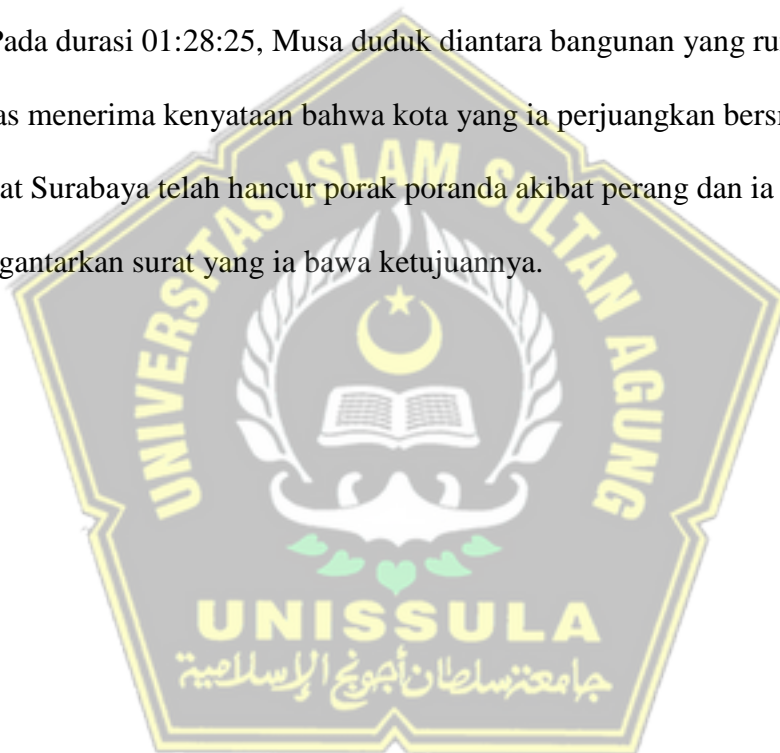 Pada durasi 01:28:25, Musa duduk diantara bangunan yang ru
as menerima kenyataan bahwa kota yang ia perjuangkan bers
at Surabaya telah hancur porak poranda akibat perang dan ia
gantarkan surat yang ia bawa ketujuannya.
UNIVERSITAS ISLAM SULTAN AGUNG
UNISSULA
جامعتنسلطان أجونج الإسلامية